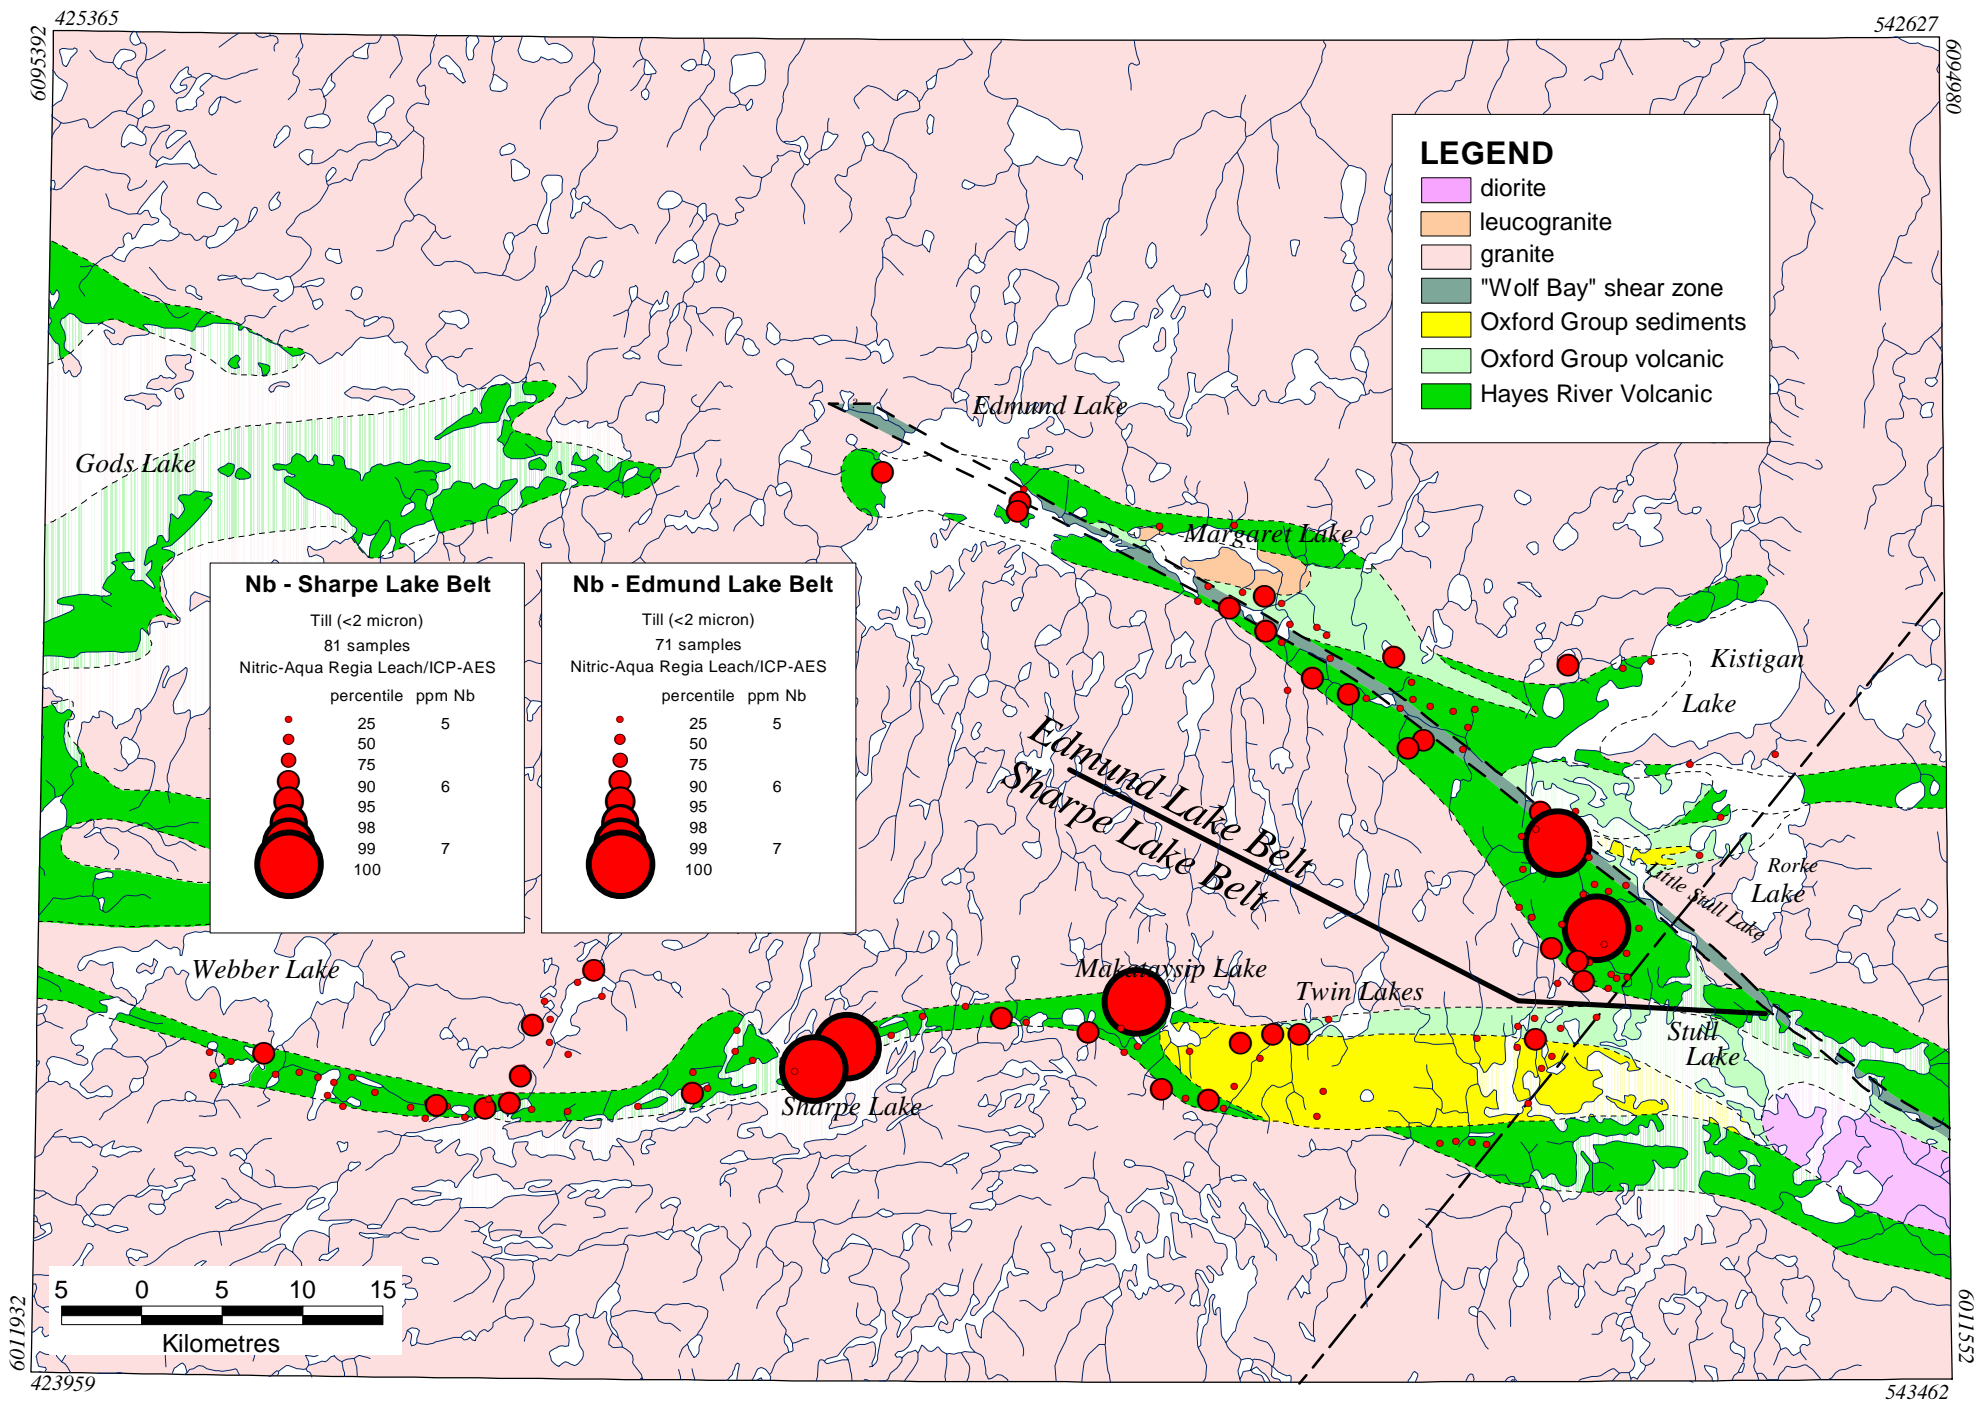 425365
542627
6095392
6094980
LEGEND
diorite
leucogranite
granite
"Wolf Bay" shear zone
Oxford Group sediments
Oxford Group volcanic
Hayes River Volcanic
Edmund Lake
Gods Lake
Margaret Lake
Kistigan
Lake
Nb - Sharpe Lake Belt
Till (<2 micron)
81 samples
Nitric-Aqua Regia Leach/ICP-AES
percentile ppm Nb
25 5
50
75
90 6
95
98
99 7
100
Nb - Edmund Lake Belt
Till (<2 micron)
71 samples
Nitric-Aqua Regia Leach/ICP-AES
percentile ppm Nb
25 5
50
75
90 6
95
98
99 7
100
Edmund Lake Belt
Sharpe Lake Belt
Rorke
Lake
Little Stull Lake
Webber Lake
Makataysip Lake
Twin Lakes
Stull
Lake
Sharpe Lake
5 0 5 10 15
Kilometres
6011932
6011552
423959
543462